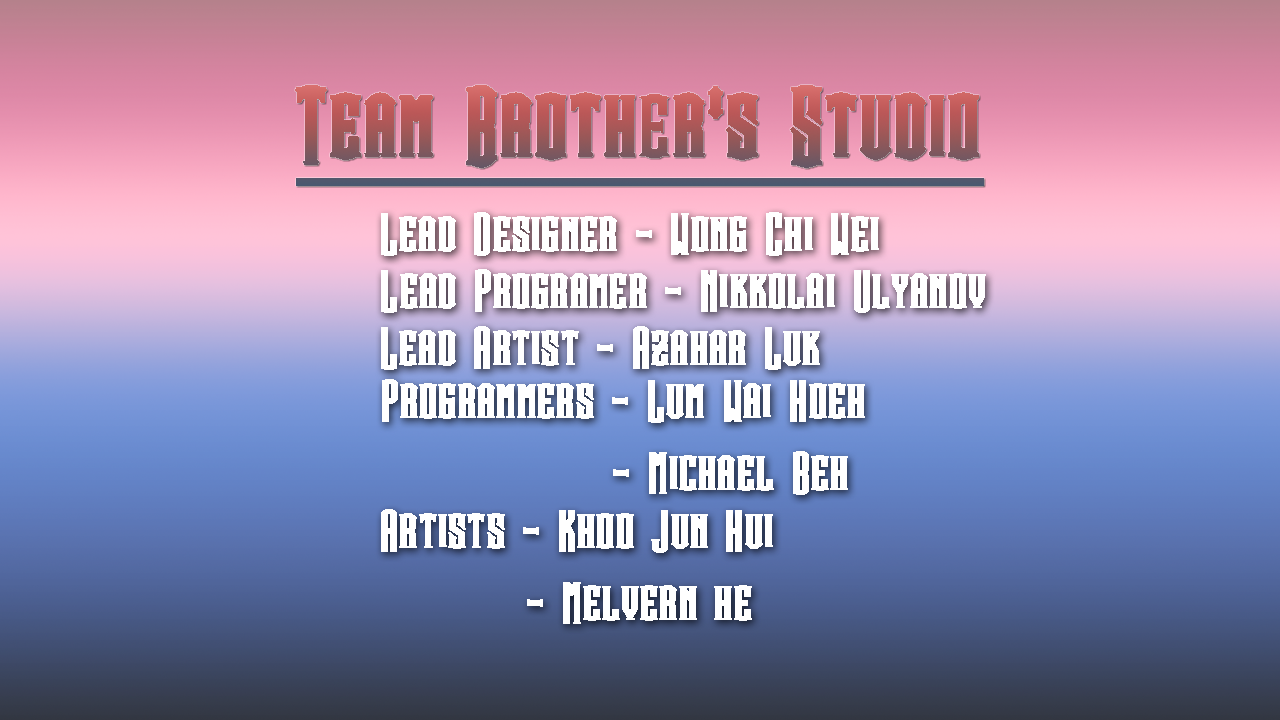 Team Brother's Studio
Lead Designer - Wong Chi Wei
Lead Programer - Nikkolai Ulyanov
Lead Artist - Azahar Luk
Programmers - Lum Wai Hoeh
- Michael Beh
Artists - Khoo Jun Hui
- Melvern He